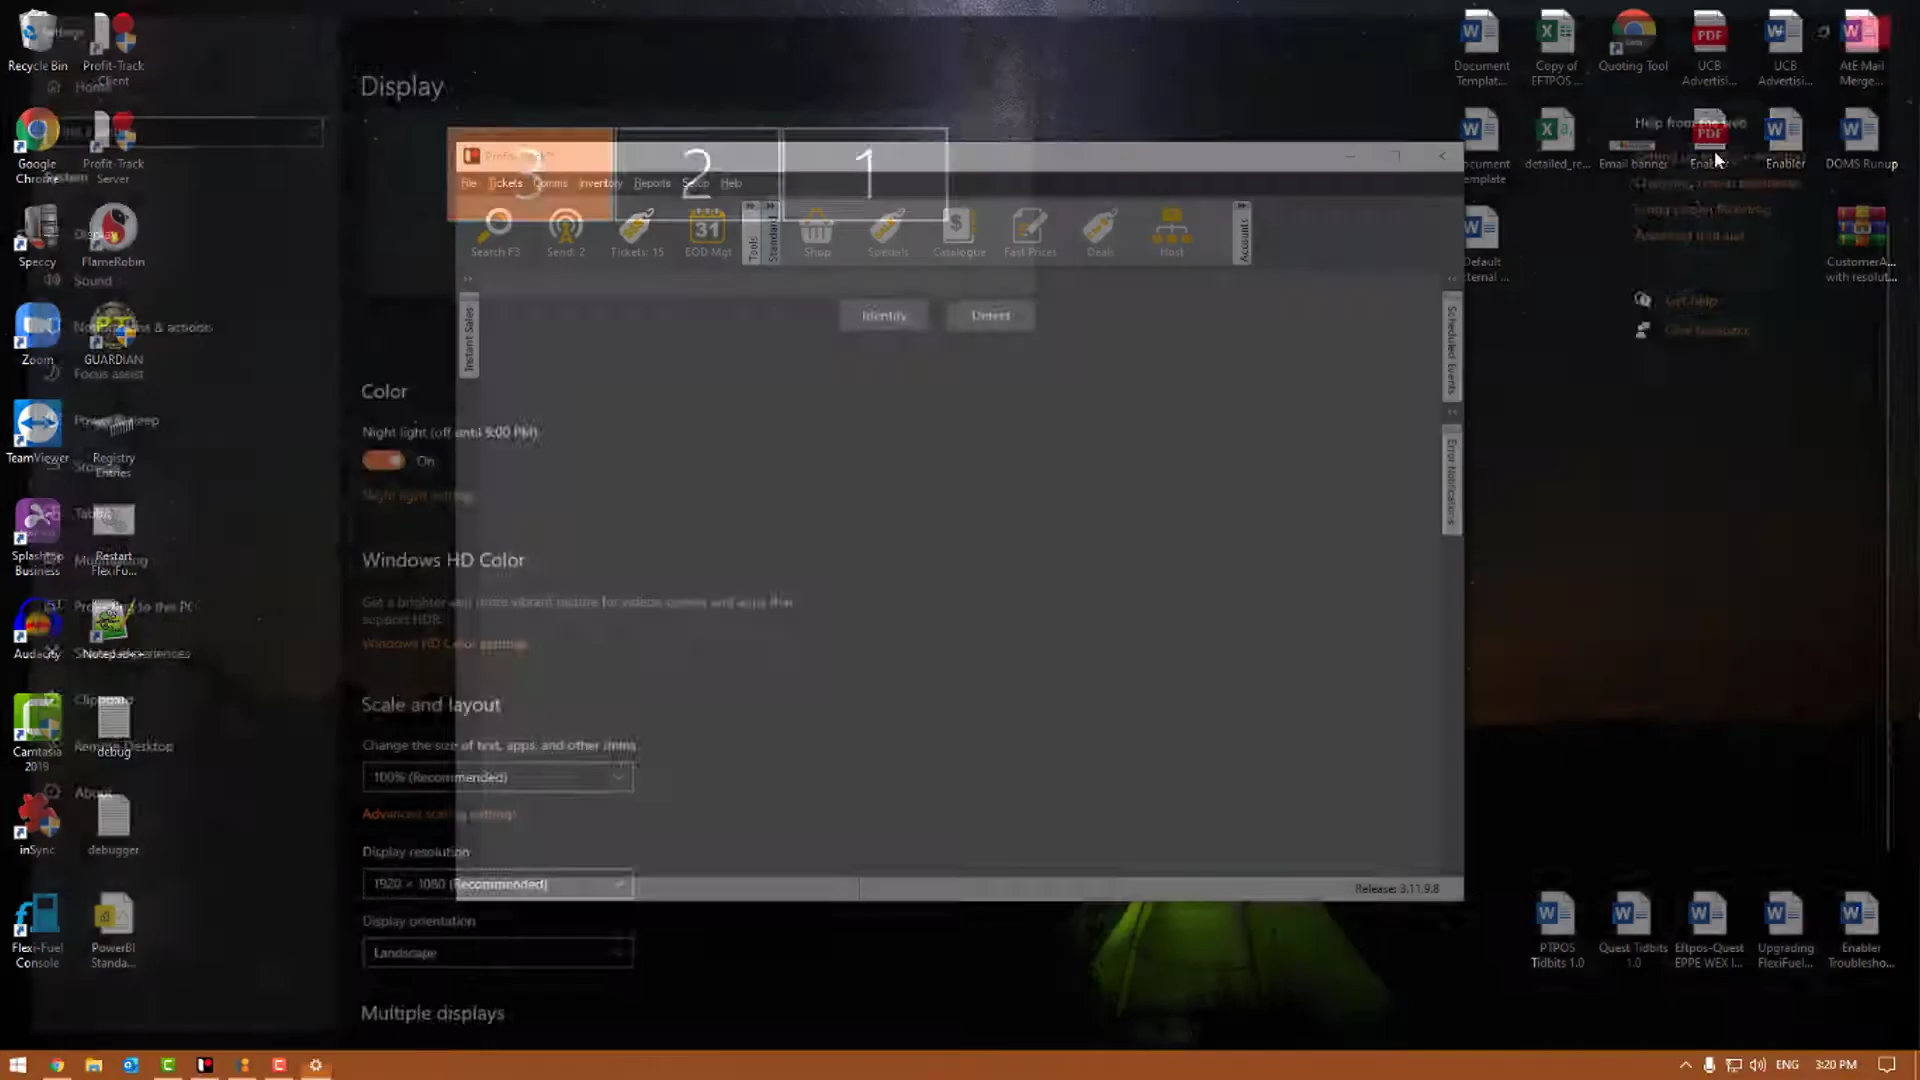 Recycle Bin
Profit-Track
Client
Google
Chrome
Profit-Track
Server
Speccy
FlameRobin
Zoom
GUARDIAN
TeamViewer
Registry
Entries
Splashtop
Business
Restart
FlexiFu...
Audacity
Notepad++
Camtasia
2019
debug
inSync
debugger
Flexi-Fuel
Console
PowerBI
Standa...
Settings
Home
System
Display
Sound
Notifications & actions
Focus assist
Power & sleep
Multitasking
Projecting to this PC
Clipboard
Remote Desktop
About
Display
3
2
1
Profit-Track
File
Tickets
Comms
Inventory
Reports
Setup
Help
Search F3
Send: 2
Tickets: 15
EOD Mgt
Tools
Standard
Shop
Specials
Catalogue
Fast Prices
Deals
Host
Accounts
Instant Sales
Scheduled Events
Error Notifications
Identify
Detect
Color
Night light (off until 9:00 PM)
On
Night light settings
Windows HD Color
Get a brighter and more vibrant picture for videos, games and apps that
support HDR.
Windows HD Color settings
Scale and layout
Change the size of text, apps, and other items
100% (Recommended)
Advanced scaling settings
Display resolution
1920 × 1080 (Recommended)
Display orientation
Landscape
Multiple displays
Release: 3.11.9.8
Document
Templat...
Copy of
EFTPOS ...
Quoting Tool
UCB
Advertisi...
UCB
Advertisi...
AtE Mail
Merge...
Document
Template
detailed_re...
Email banner
Enabler
Enabler
DOMS Runup
Default
External ...
CustomerA...
with resolut...
Help from the web
Get help
Give feedback
PTPOS
Tidbits 1.0
Quest Tidbits
1.0
Eftpos-Quest
EPPE WEX I...
Upgrading
FlexiFuel...
Enabler
Troublesho...
ENG
3:20 PM